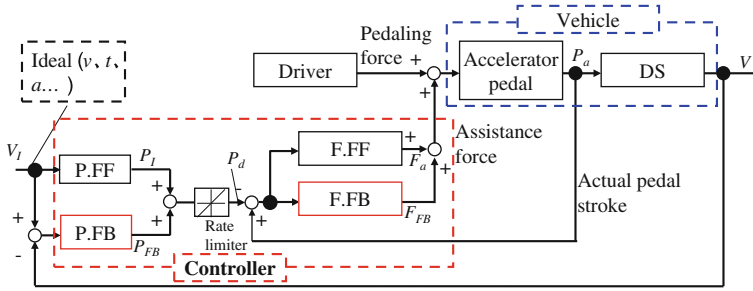 Vehicle
Pedaling
force
Ideal (v、t、
a…)
Driver
+
+
Accelerator
pedal
P_a
DS
V
V_I
P.FF
P_I
+
+
P_d
-
+
F.FF
F_a
+
+
Assistance
force
Rate
limiter
F.FB
F_FB
Actual pedal
stroke
+
-
P.FB
P_FB
Controller